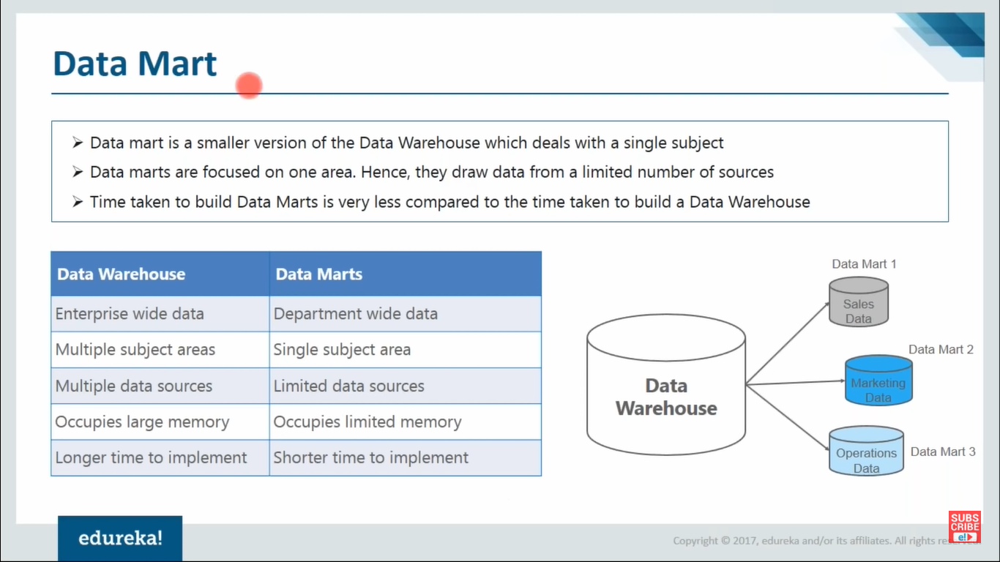 Data Mart
Data mart is a smaller version of the Data Warehouse which deals with a single subject
Data marts are focused on one area. Hence, they draw data from a limited number of sources
Time taken to build Data Marts is very less compared to the time taken to build a Data Warehouse
Data Warehouse Data Marts
Enterprise wide data Department wide data
Multiple subject areas Single subject area
Multiple data sources Limited data sources
Occupies large memory Occupies limited memory
Longer time to implement Shorter time to implement
Data
Warehouse
Data Mart 1
Sales
Data
Data Mart 2
Marketing
Data
Operations
Data
Data Mart 3
edureka!
Copyright © 2017, edureka and/or its affiliates. All rights
SUBS
CRIBE
e!